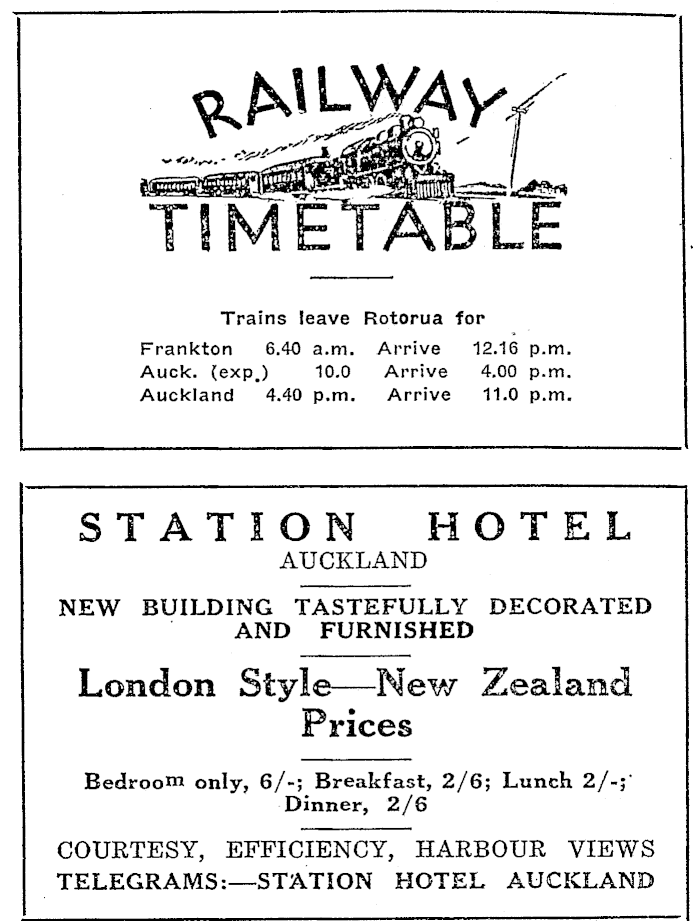 RAILWAY
TIMETABLE
Trains leave Rotorua for
Frankton 6.40 a.m. Arrive 12.16 p.m.
Auck. (exp.) 10.0 Arrive 4.00 p.m.
Auckland 4.40 p.m. Arrive 11.0 p.m.
STATION HOTEL
AUCKLAND
NEW BUILDING TASTEFULLY DECORATED
AND FURNISHED
London Style—New Zealand
Prices
Bedroom only, 6/-; Breakfast, 2/6; Lunch 2/-;
Dinner, 2/6
COURTESY, EFFICIENCY, HARBOUR VIEWS
TELEGRAMS:—STATION HOTEL AUCKLAND